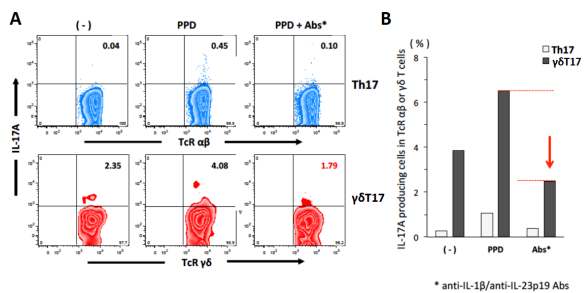 A
(-)
PPD
PPD + Abs*
0.04
0.45
0.10
Th17
IL-17A
TcR αβ
2.35
4.08
1.79
γδT17
97.7
TcR γδ
B
(%)
Th17
γδT17
IL-17A producing cells in TcR αβ or γδ T cells
8
6
4
2
0
(-)
PPD
Abs*
* anti-IL-1β/anti-IL-23p19 Abs